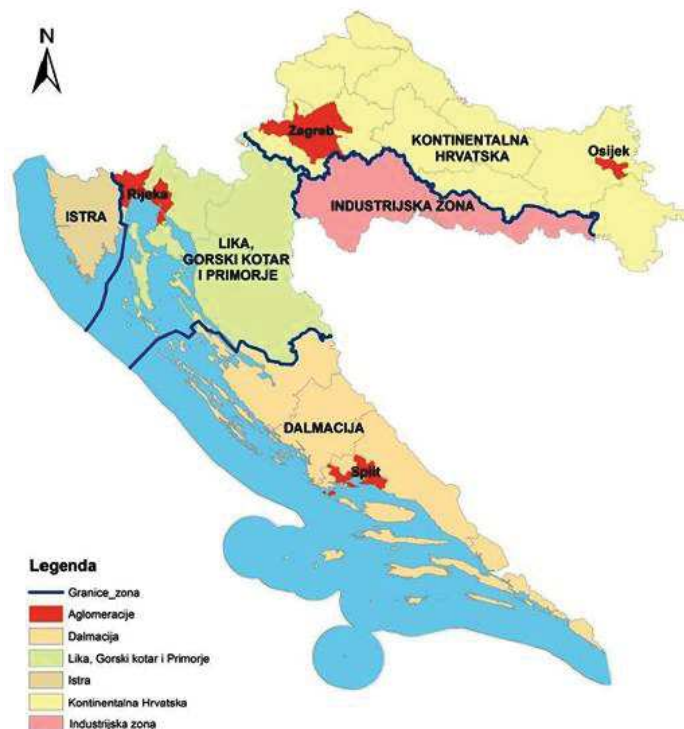 N
Zagreb
KONTINENTALNA
HRVATSKA
Osijek
Rijeka
ISTRA
INDUSTRIJSKA ZONA
LIKA,
GORSKI KOTAR
I PRIMORJE
DALMACIJA
Split
Legenda
Granice_zona
Aglomeracije
Dalmacija
Lika, Gorski kotar i Primorje
Istra
Kontinentalna Hrvatska
Industrijska zona